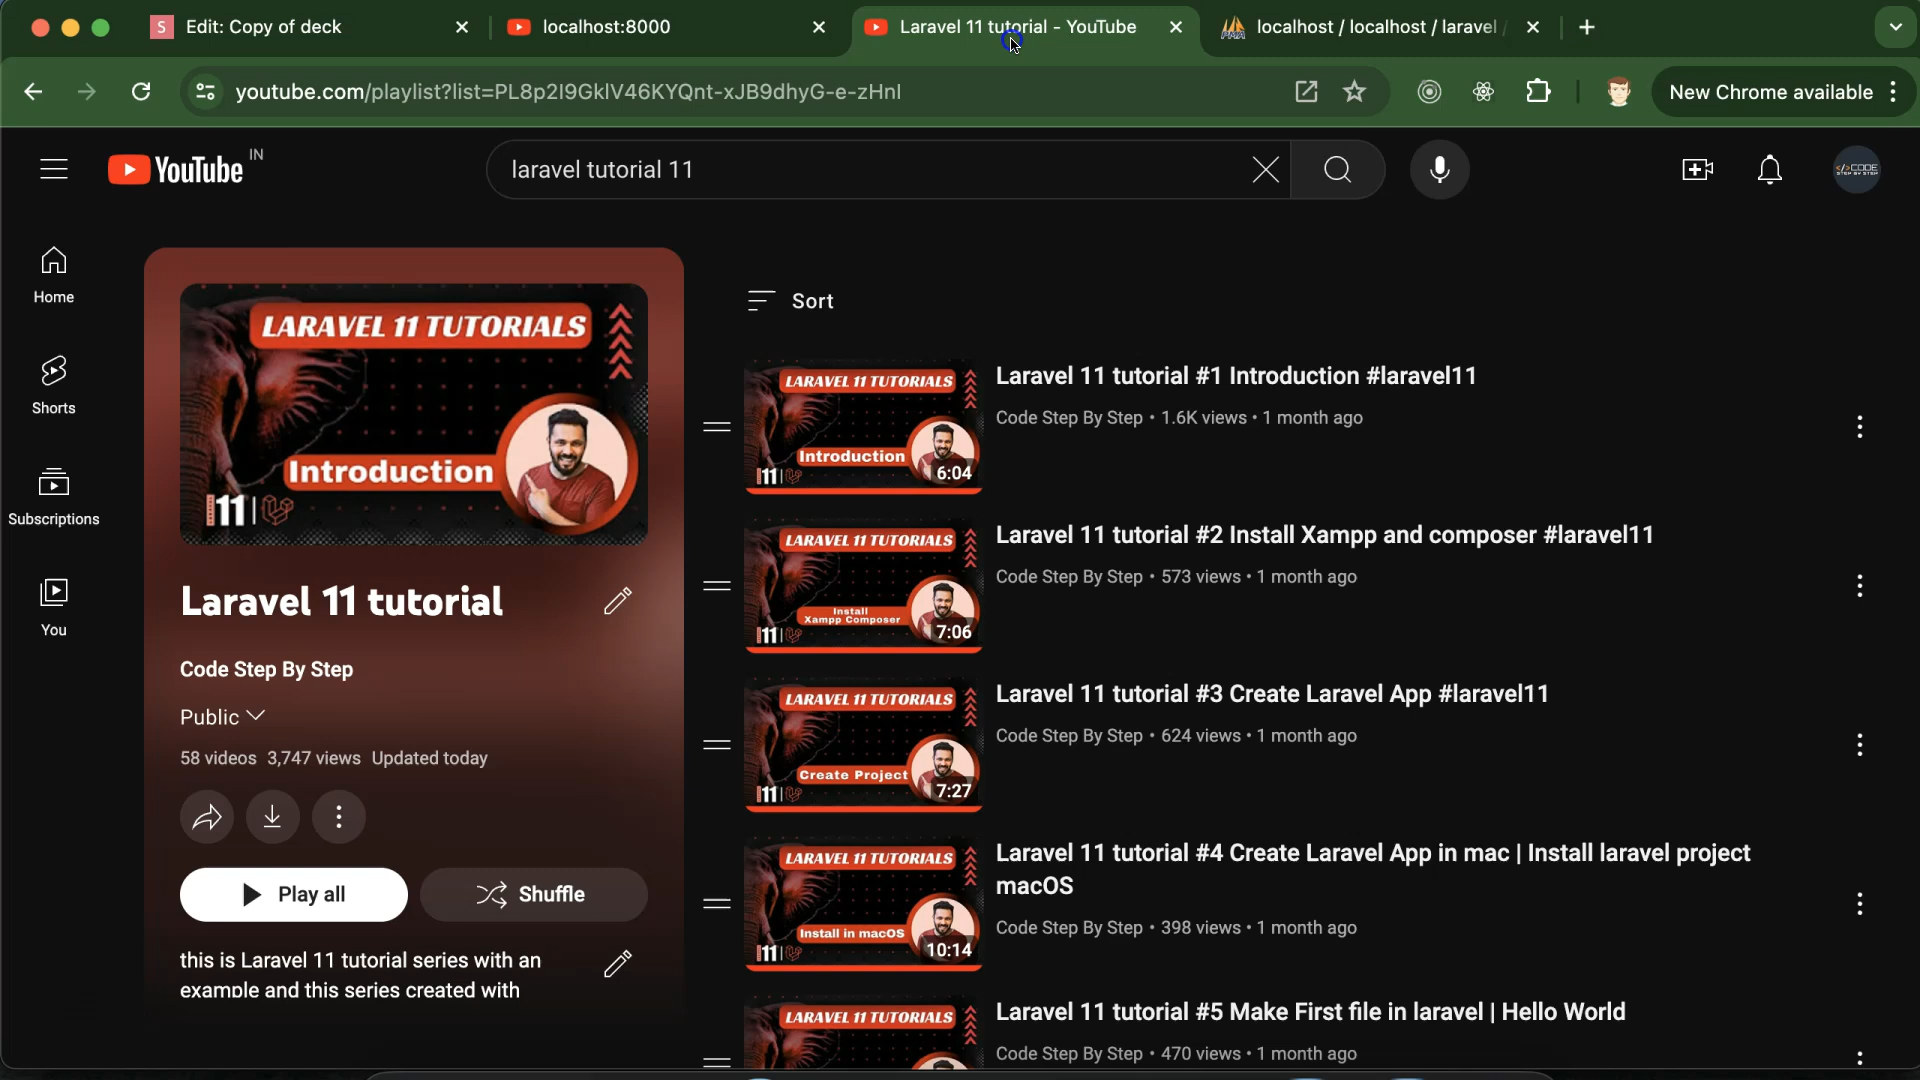 S Edit: Copy of deck
localhost:8000
Laravel 11 tutorial - YouTube
localhost / localhost / laravel /
youtube.com/playlist?list=PL8p2I9GklV46KYQnt-xJB9dhyG-e-zHnI
New Chrome available
YouTube IN
laravel tutorial 11
</>CODE
STEP BY STEP
Home
Shorts
Subscriptions
You
LARAVEL 11 TUTORIALS
Introduction
11
Laravel 11 tutorial
Code Step By Step
Public
58 videos 3,747 views Updated today
Play all
Shuffle
this is Laravel 11 tutorial series with an
example and this series created with
Sort
LARAVEL 11 TUTORIALS
Introduction
11
6:04
Laravel 11 tutorial #1 Introduction #laravel11
Code Step By Step • 1.6K views • 1 month ago
LARAVEL 11 TUTORIALS
Install
Xampp Composer
11
7:06
Laravel 11 tutorial #2 Install Xampp and composer #laravel11
Code Step By Step • 573 views • 1 month ago
LARAVEL 11 TUTORIALS
Create Project
11
7:27
Laravel 11 tutorial #3 Create Laravel App #laravel11
Code Step By Step • 624 views • 1 month ago
LARAVEL 11 TUTORIALS
Install in macOS
11
10:14
Laravel 11 tutorial #4 Create Laravel App in mac | Install laravel project
macOS
Code Step By Step • 398 views • 1 month ago
LARAVEL 11 TUTORIALS
Laravel 11 tutorial #5 Make First file in laravel | Hello World
Code Step By Step • 470 views • 1 month ago